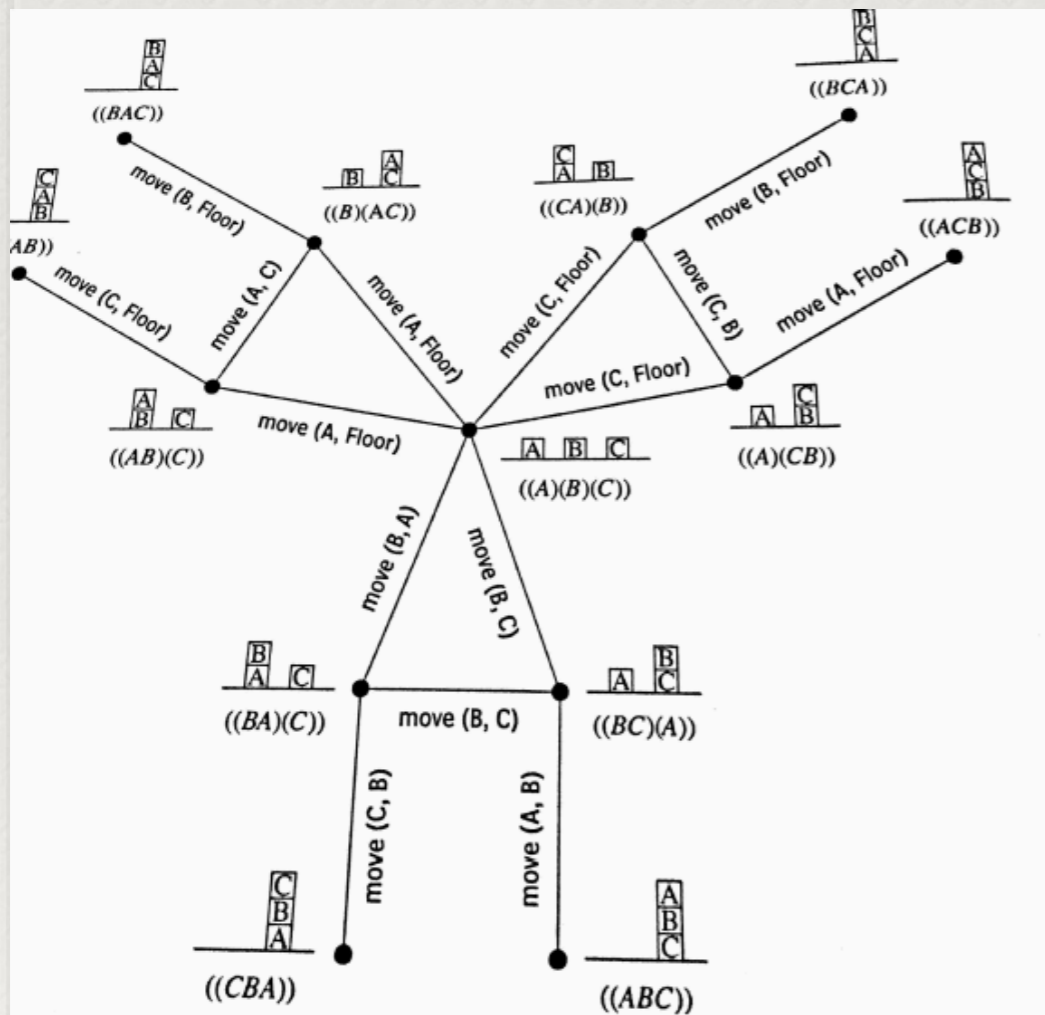 B
A
C
((BAC))
B
C
A
((BCA))
C
A
B
AB))
B
A
C
((B)(AC))
C
A
B
((CA)(B))
A
C
B
((ACB))
move (B, Floor)
move (B, Floor)
move (C, Floor)
move (A, C)
move (A, Floor)
move (C, Floor)
move (C, B)
move (A, Floor)
A
B
C
((AB)(C))
move (A, Floor)
move (C, Floor)
A
C
B
((A)(CB))
A B C
((A)(B)(C))
move (B, A)
move (B, C)
B
A
C
((BA)(C))
move (B, C)
A
B
C
((BC)(A))
move (C, B)
move (A, B)
C
B
A
((CBA))
A
B
C
((ABC))